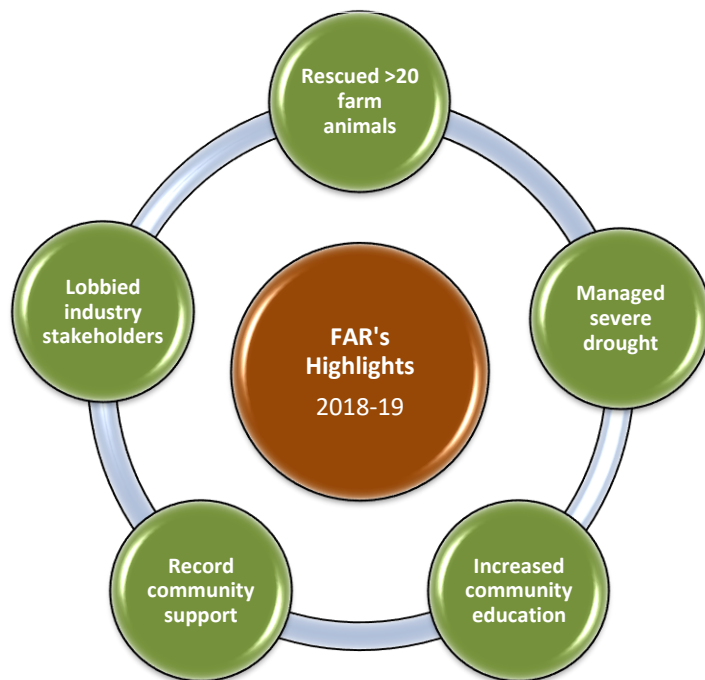 Rescued >20
farm
animals
Managed
severe
drought
Increased
community
education
Record
community
support
Lobbied
industry
stakeholders
FAR's
Highlights
2018-19